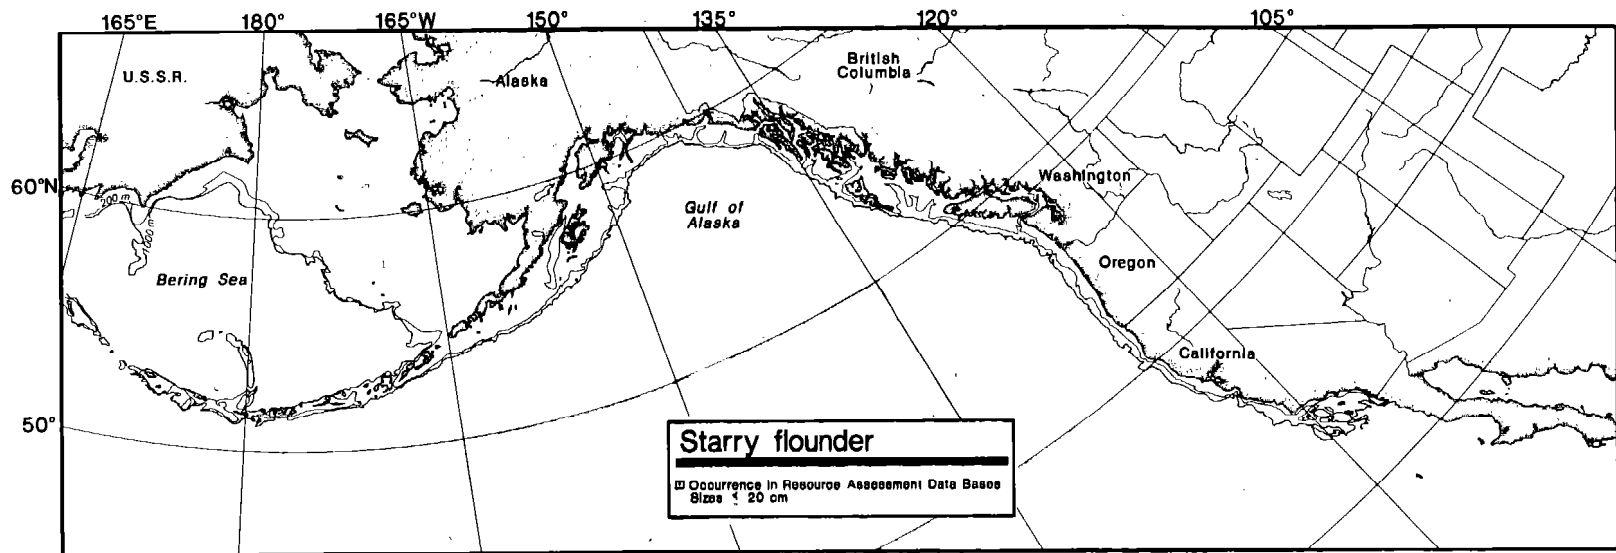 165°E 180° 165°W 150° 135° 120° 105°
U.S.S.R.
Alaska
British
Columbia
60°N
200 m
1000 m
Washington
Gulf of
Alaska
Bering Sea
Oregon
California
50°
Starry flounder
Occurrence in Resource Assessment Data Bases
Sizes ≤ 20 cm